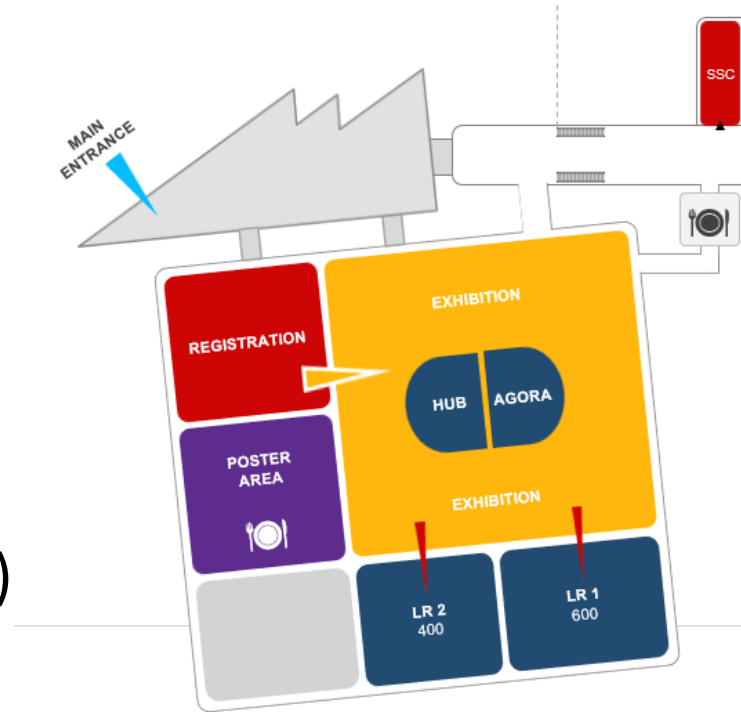 MAIN
ENTRANCE
SSC
EXHIBITION
REGISTRATION
HUB
AGORA
POSTER
AREA
EXHIBITION
)
LR 2
400
LR 1
600